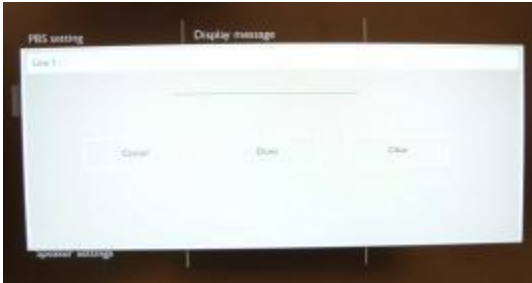 PBS setting Display message
Line 1
Cancel Done Clear
Speaker settings